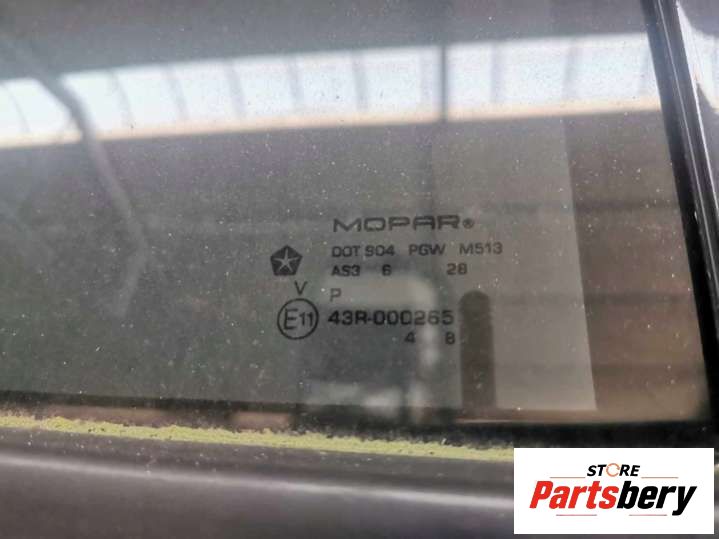 MOPAR®
DOT 904 PGW M513
AS3 6 28
V P
E11 43R-000265
4 8
STORE
Partsbery